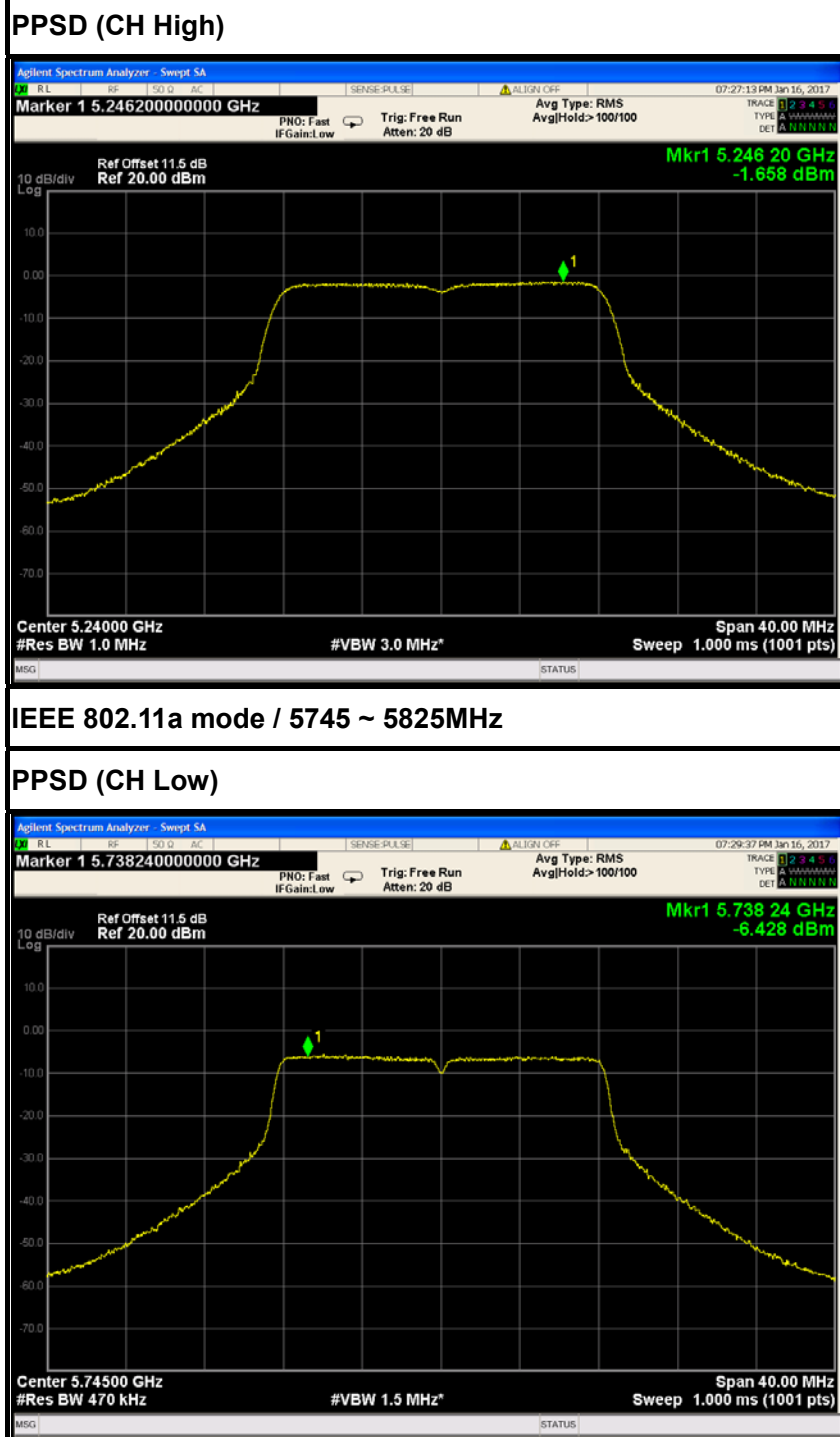 PPSD (CH High)
Agilent Spectrum Analyzer - Swept SA
RL RF 50 Ω AC SENSE:PULSE ALIGN OFF 07:27:13 PM Jan 16, 2017
Marker 1 5.246200000000 GHz
PNO: Fast
IFGain:Low
Trig: Free Run
Atten: 20 dB
Avg Type: RMS
Avg|Hold:> 100/100
TRACE 1 2 3 4 5 6
TYPE A WWWWW
DET A N N N N N
Mkr1 5.246 20 GHz
-1.658 dBm
Ref Offset 11.5 dB
10 dB/div Ref 20.00 dBm
Log
10.0
0.00
-10.0
-20.0
-30.0
-40.0
-50.0
-60.0
-70.0
1
Center 5.24000 GHz Span 40.00 MHz
#Res BW 1.0 MHz #VBW 3.0 MHz* Sweep 1.000 ms (1001 pts)
MSG STATUS
IEEE 802.11a mode / 5745 ~ 5825MHz
PPSD (CH Low)
Agilent Spectrum Analyzer - Swept SA
RL RF 50 Ω AC SENSE:PULSE ALIGN OFF 07:29:37 PM Jan 16, 2017
Marker 1 5.738240000000 GHz
PNO: Fast
IFGain:Low
Trig: Free Run
Atten: 20 dB
Avg Type: RMS
Avg|Hold:> 100/100
TRACE 1 2 3 4 5 6
TYPE A WWWWW
DET A N N N N N
Mkr1 5.738 24 GHz
-6.428 dBm
Ref Offset 11.5 dB
10 dB/div Ref 20.00 dBm
Log
10.0
0.00
-10.0
-20.0
-30.0
-40.0
-50.0
-60.0
-70.0
1
Center 5.74500 GHz Span 40.00 MHz
#Res BW 470 kHz #VBW 1.5 MHz* Sweep 1.000 ms (1001 pts)
MSG STATUS